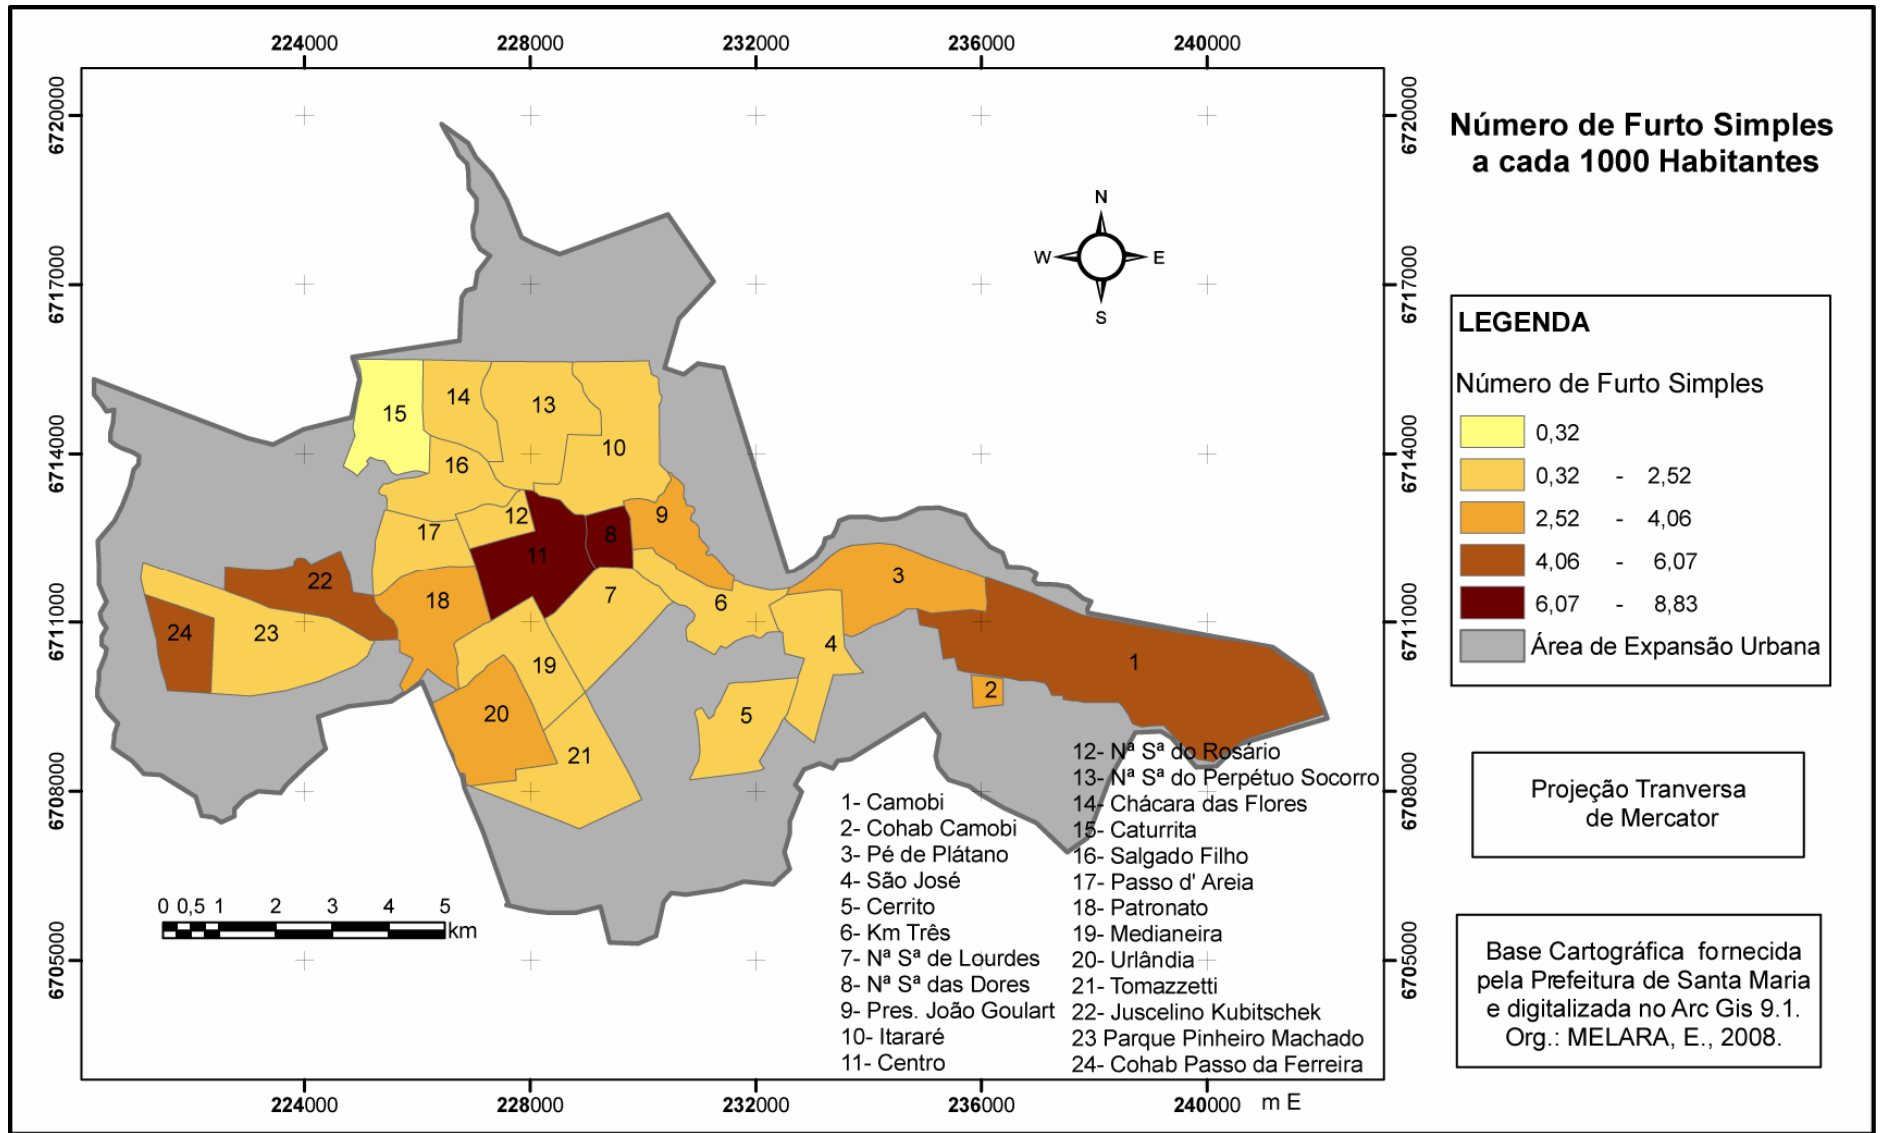 224000 228000 232000 236000 240000
6720000 6720000
6717000 6717000
6714000 6714000
6711000 6711000
6708000 6708000
6705000 6705000
N
W E
S
15
14
13
10
16
12
17
11
8
9
22
18
7
6
3
24
23
4
19
1
2
20
5
21
0 0,5 1 2 3 4 5
km
1- Camobi
2- Cohab Camobi
3- Pé de Plátano
4- São José
5- Cerrito
6- Km Três
7- Nª Sª de Lourdes
8- Nª Sª das Dores
9- Pres. João Goulart
10- Itararé
11- Centro
12- Nª Sª do Rosário
13- Nª Sª do Perpétuo Socorro
14- Chácara das Flores
15- Caturrita
16- Salgado Filho
17- Passo d' Areia
18- Patronato
19- Medianeira
20- Urlândia
21- Tomazzetti
22- Juscelino Kubitschek
23 Parque Pinheiro Machado
24- Cohab Passo da Ferreira
224000 228000 232000 236000 240000 m E
Número de Furto Simples
a cada 1000 Habitantes
LEGENDA
Número de Furto Simples
0,32
0,32 - 2,52
2,52 - 4,06
4,06 - 6,07
6,07 - 8,83
Área de Expansão Urbana
Projeção Tranversa
de Mercator
Base Cartográfica fornecida
pela Prefeitura de Santa Maria
e digitalizada no Arc Gis 9.1.
Org.: MELARA, E., 2008.